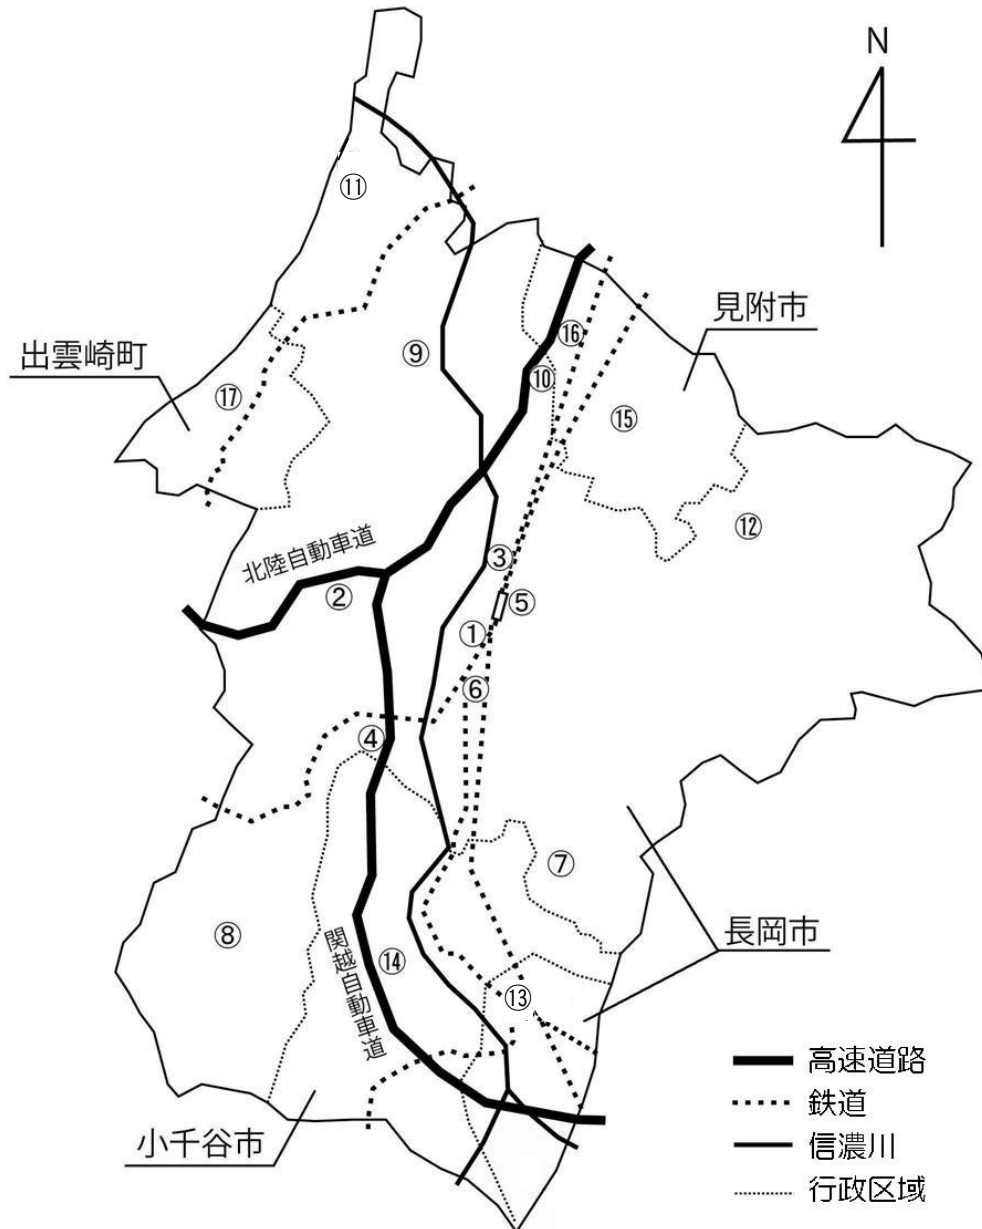 N
⑪
見附市
⑯
出雲崎町
⑨
⑩
⑰
⑮
⑫
北陸自動車道
③
②
⑤
①
⑥
④
⑦
長岡市
⑧
関越自動車道
⑭
⑬
高速道路
鉄道
信濃川
小千谷市
行政区域